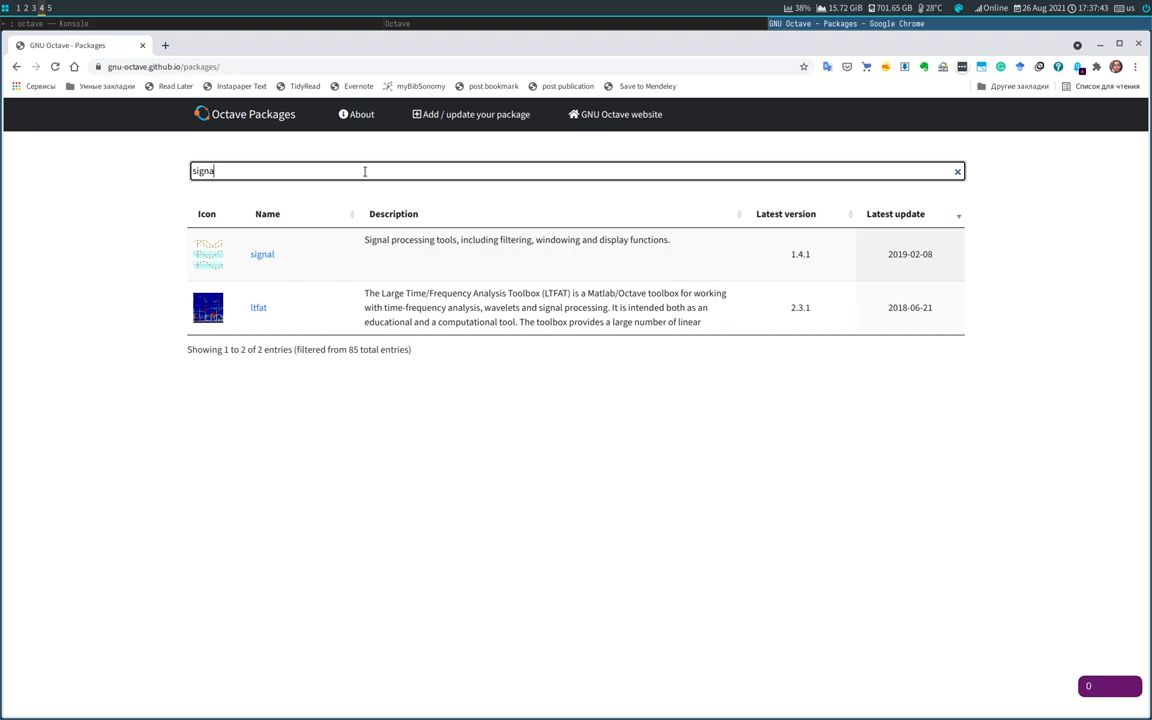 1 2 3 4 5
38% 15.72 GiB 701.65 GB 28°C Online 26 Aug 2021 17:37:43 us
~ : octave — Konsole
Octave
GNU Octave - Packages - Google Chrome
GNU Octave - Packages
gnu-octave.github.io/packages/
Сервисы Умные закладки Read Later Instapaper Text TidyRead Evernote myBibSonomy post bookmark post publication Save to Mendeley Другие закладки Список для чтения
Octave Packages About Add / update your package GNU Octave website
signa
Icon Name Description Latest version Latest update
signal
Signal processing tools, including filtering, windowing and display functions.
1.4.1
2019-02-08
ltfat
The Large Time/Frequency Analysis Toolbox (LTFAT) is a Matlab/Octave toolbox for working
with time-frequency analysis, wavelets and signal processing. It is intended both as an
educational and a computational tool. The toolbox provides a large number of linear
2.3.1
2018-06-21
Showing 1 to 2 of 2 entries (filtered from 85 total entries)
0